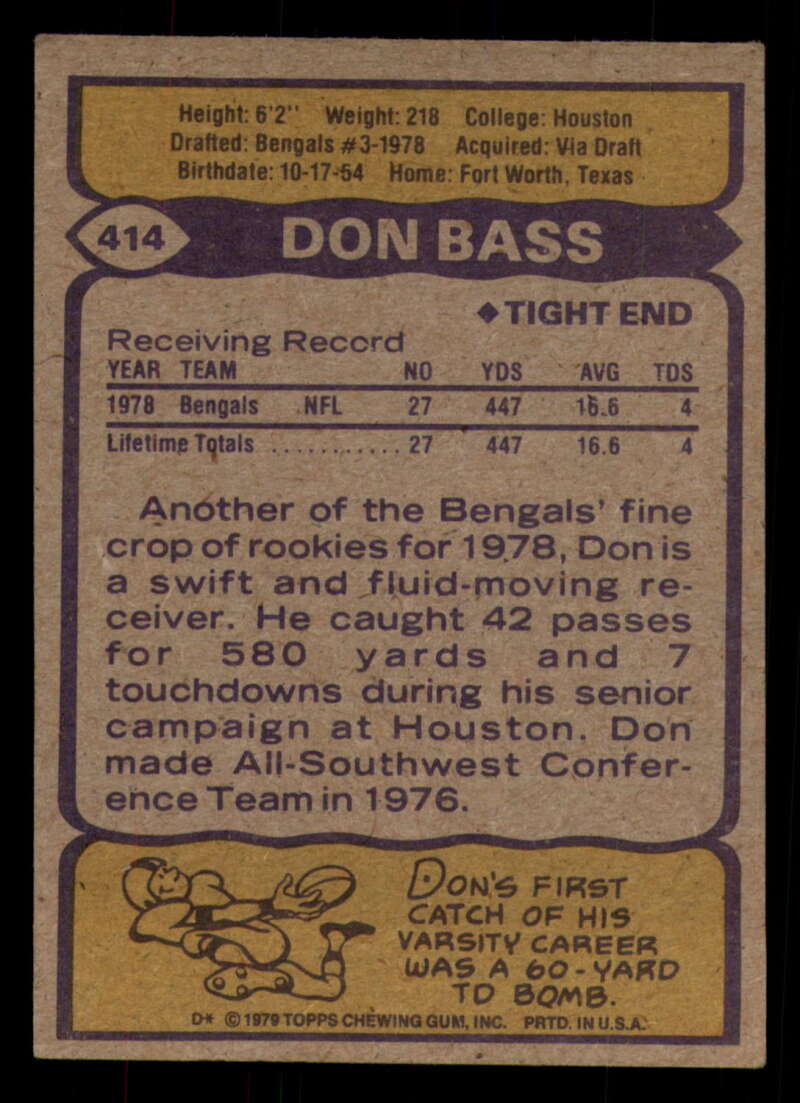 Height: 6'2" Weight: 218 College: Houston
Drafted: Bengals #3-1978 Acquired: Via Draft
Birthdate: 10-17-54 Home: Fort Worth, Texas
414 DON BASS
◆TIGHT END
Receiving Record
YEAR TEAM NO YDS AVG TDS
1978 Bengals NFL 27 447 16.6 4
Lifetime Totals ............ 27 447 16.6 4
Another of the Bengals' fine
crop of rookies for 1978, Don is
a swift and fluid-moving re-
ceiver. He caught 42 passes
for 580 yards and 7
touchdowns during his senior
campaign at Houston. Don
made All-Southwest Confer-
ence Team in 1976.
DON'S FIRST
CATCH OF HIS
VARSITY CAREER
WAS A 60-YARD
TD BOMB.
D* © 1979 TOPPS CHEWING GUM, INC. PRTD. IN U.S.A.